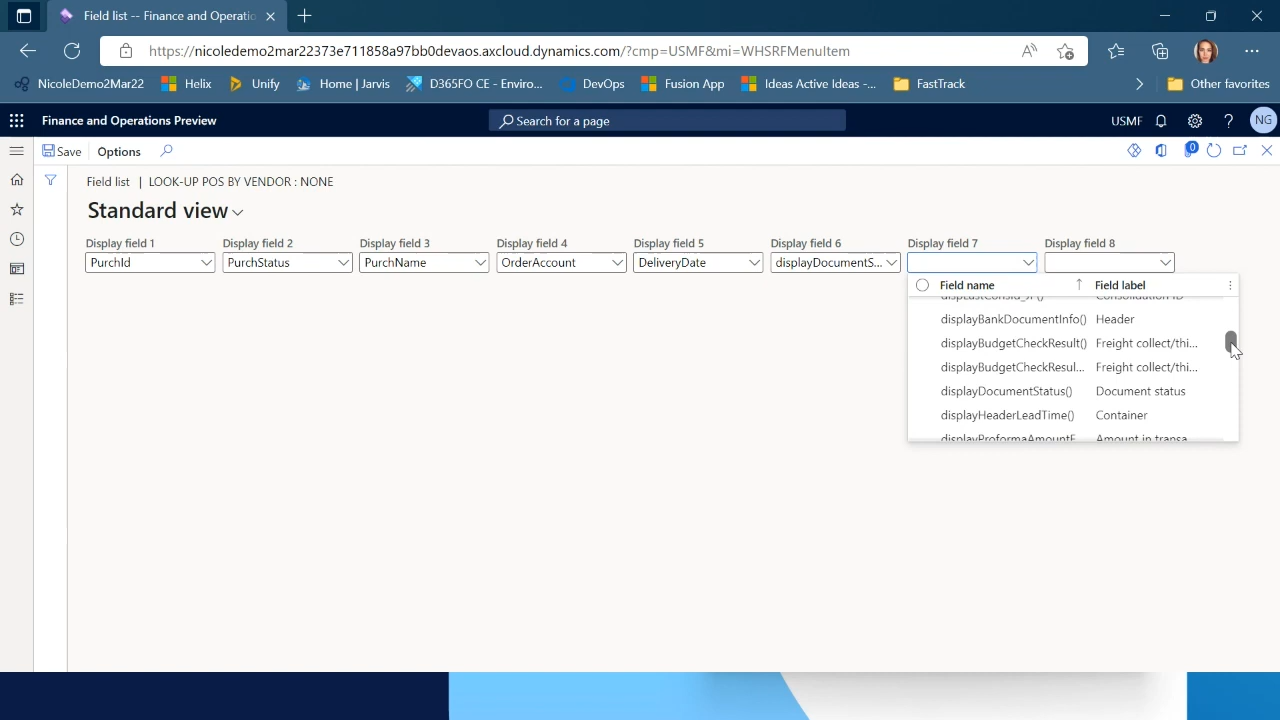 Field list -- Finance and Operatio
https://nicoledemo2mar22373e711858a97bb0devaos.axcloud.dynamics.com/?cmp=USMF&mi=WHSRFMenuItem
NicoleDemo2Mar22 Helix Unify Home | Jarvis D365FO CE - Enviro... DevOps Fusion App Ideas Active Ideas -... FastTrack Other favorites
Finance and Operations Preview Search for a page USMF ? NG
Save Options 0
Field list | LOOK-UP POS BY VENDOR : NONE
Standard view
Display field 1 Display field 2 Display field 3 Display field 4 Display field 5 Display field 6 Display field 7 Display field 8
PurchId PurchStatus PurchName OrderAccount DeliveryDate displayDocumentS...
Field name Field label
displayBankDocumentInfo() Header
displayBudgetCheckResult() Freight collect/thi...
displayBudgetCheckResul... Freight collect/thi...
displayDocumentStatus() Document status
displayHeaderLeadTime() Container
displayProformaAmountF Amount in transa